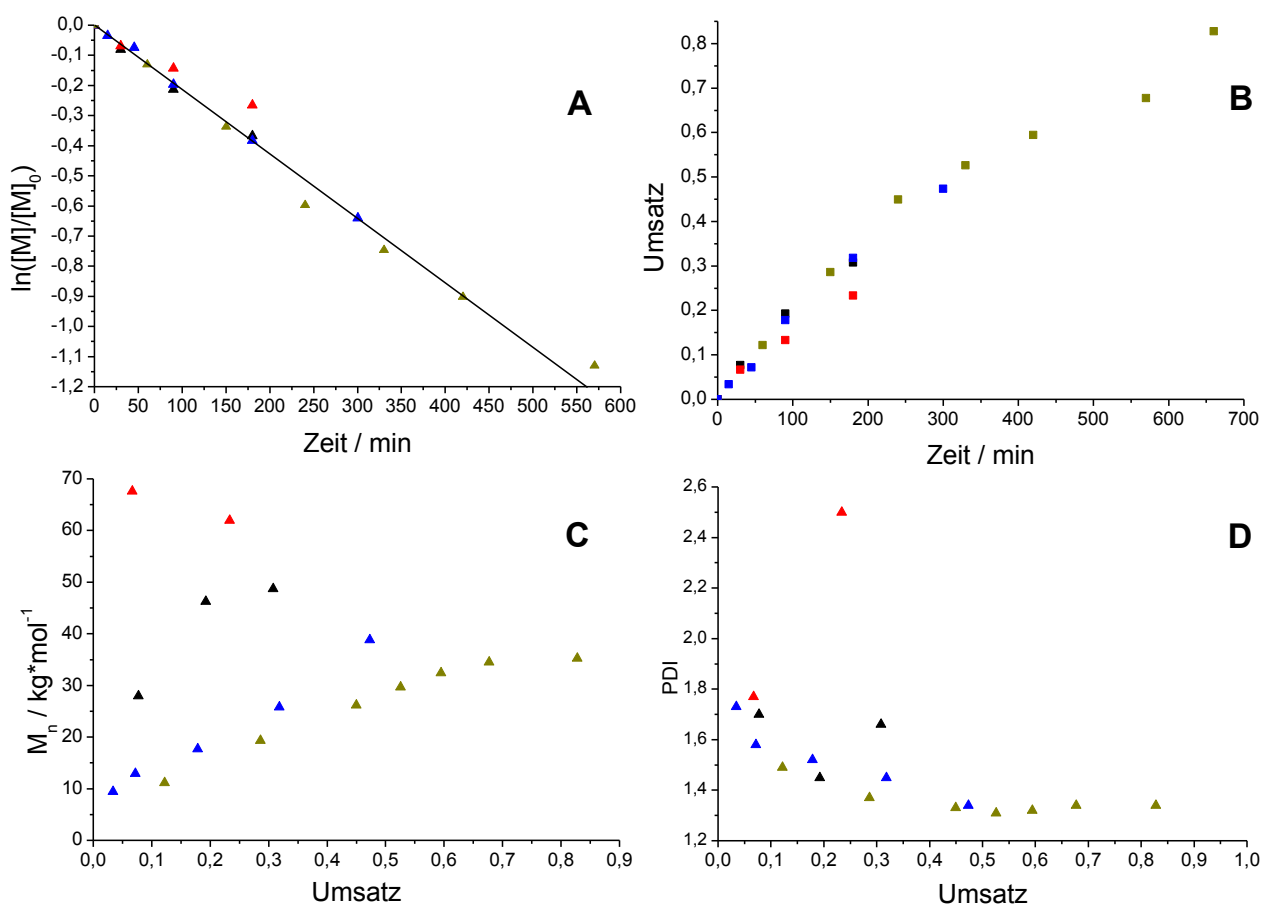 0,0
-0,1
-0,2
-0,3
-0,4
-0,5
-0,6
-0,7
-0,8
-0,9
-1,0
-1,1
-1,2
ln([M]/[M]0)
A
0 50 100 150 200 250 300 350 400 450 500 550 600
Zeit / min
0,8
0,7
0,6
0,5
0,4
0,3
0,2
0,1
0,0
Umsatz
B
0 100 200 300 400 500 600 700
Zeit / min
70
60
50
40
30
20
10
0
Mn / kg*mol-1
C
0,0 0,1 0,2 0,3 0,4 0,5 0,6 0,7 0,8 0,9
Umsatz
2,6
2,4
2,2
2,0
1,8
1,6
1,4
1,2
PDI
D
0,0 0,1 0,2 0,3 0,4 0,5 0,6 0,7 0,8 0,9 1,0
Umsatz